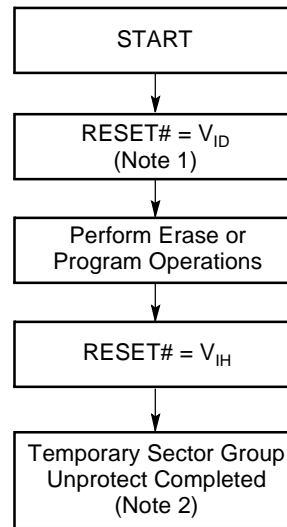 START
RESET# = VID
(Note 1)
Perform Erase or
Program Operations
RESET# = VIH
Temporary Sector Group
Unprotect Completed
(Note 2)